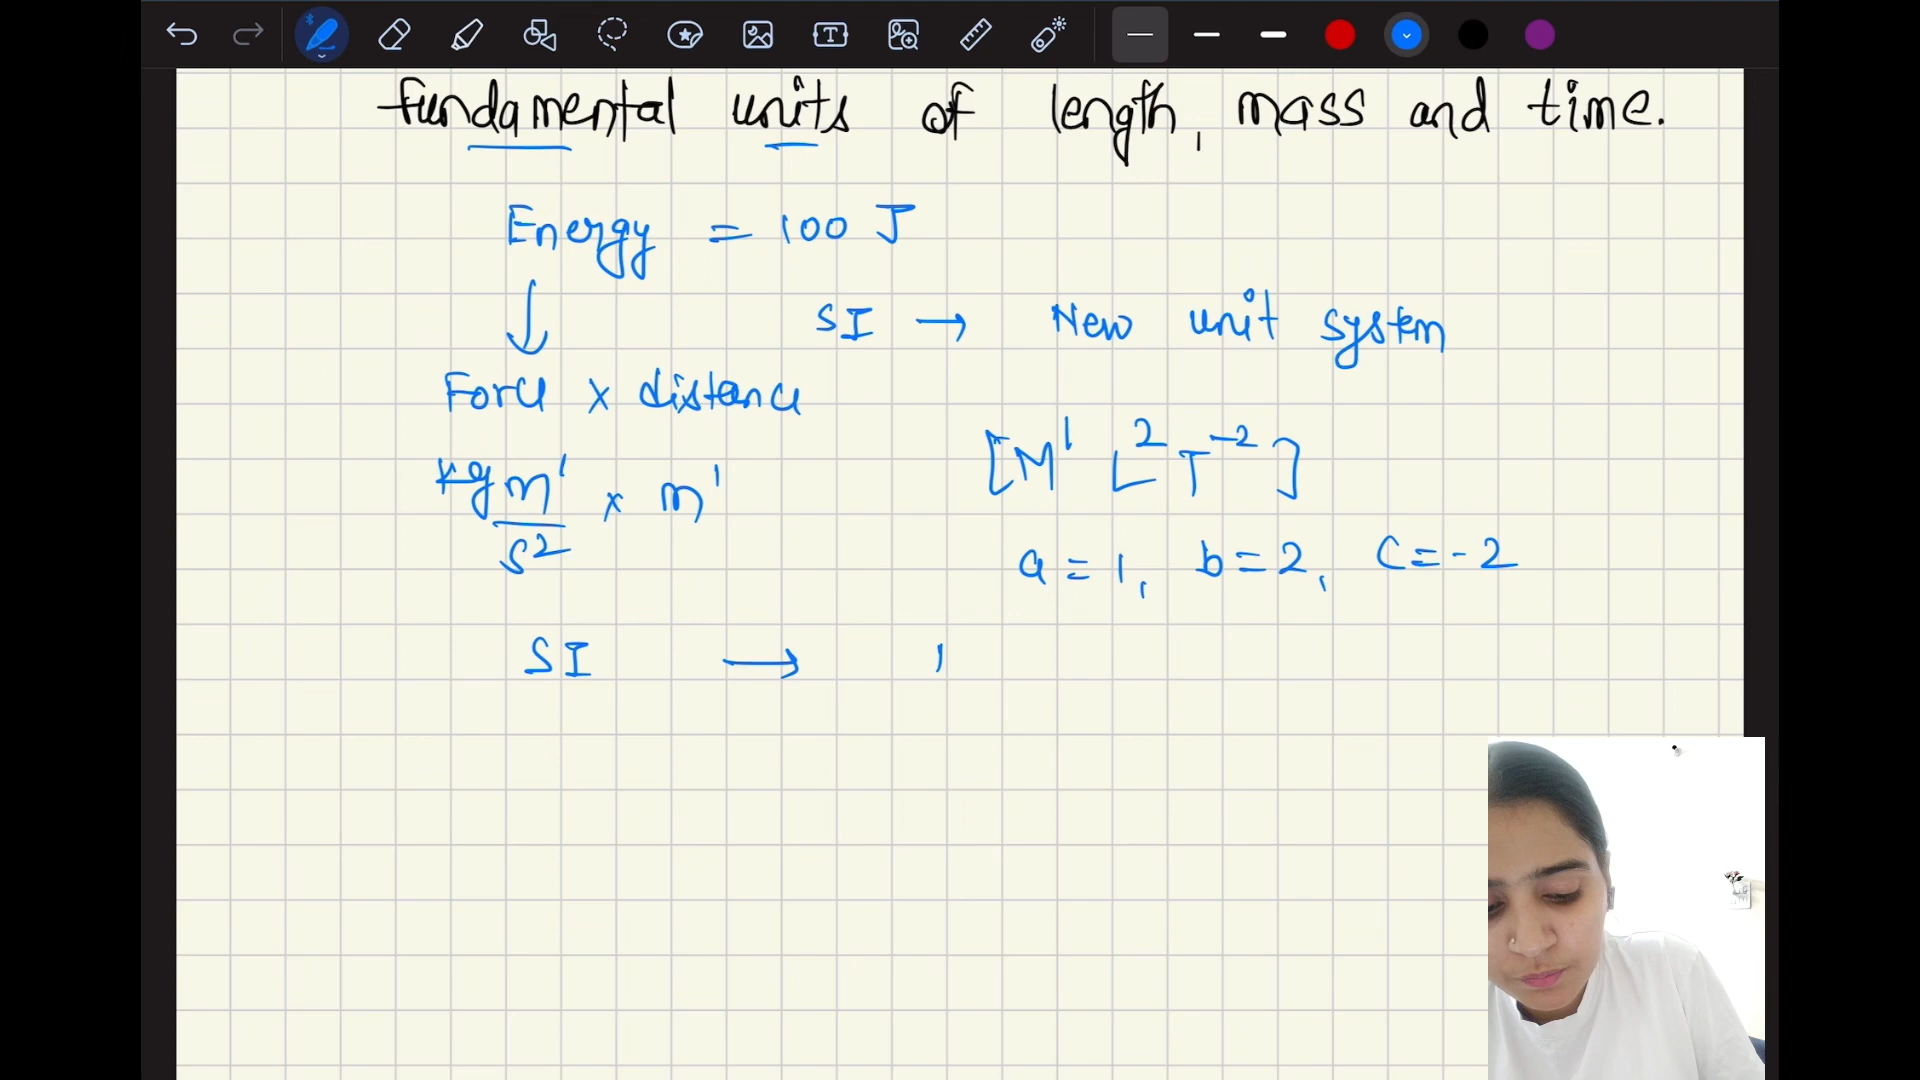 fundamental units of length, mass and time.
Energy = 100 J
↓
SI → New unit system
Force × distance
[M¹ L² T⁻²]
kg m¹/s² × m¹
a = 1, b = 2, C = -2
SI →